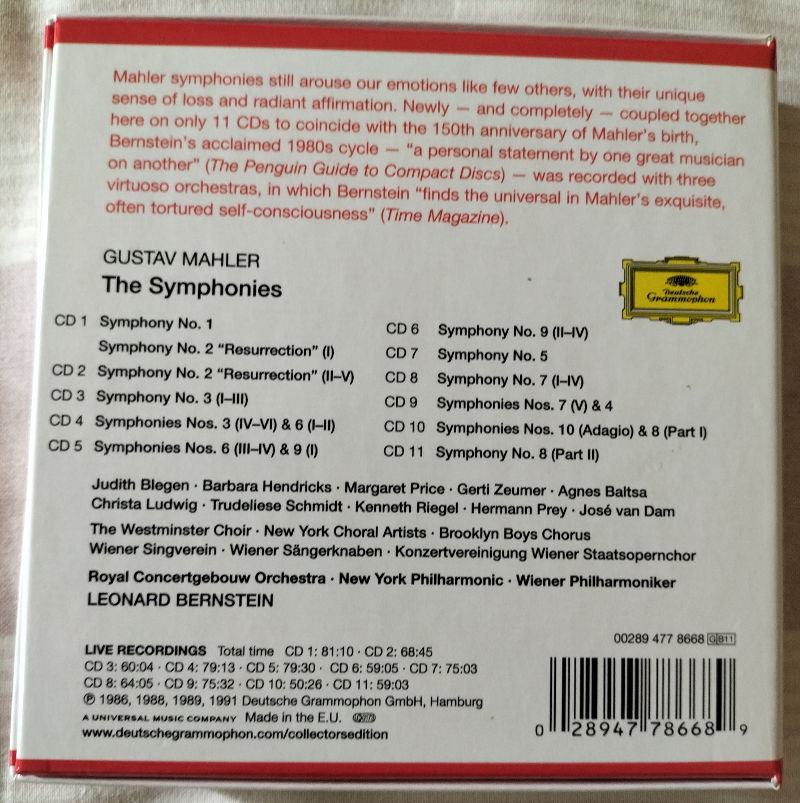 Mahler symphonies still arouse our emotions like few others, with their unique
sense of loss and radiant affirmation. Newly – and completely – coupled together
here on only 11 CDs to coincide with the 150th anniversary of Mahler's birth,
Bernstein's acclaimed 1980s cycle – “a personal statement by one great musician
on another” (The Penguin Guide to Compact Discs) – was recorded with three
virtuoso orchestras, in which Bernstein “finds the universal in Mahler's exquisite,
often tortured self-consciousness” (Time Magazine).
GUSTAV MAHLER
The Symphonies
Deutsche
Grammophon
CD 1 Symphony No. 1
Symphony No. 2 “Resurrection” (I)
CD 2 Symphony No. 2 “Resurrection” (II–V)
CD 3 Symphony No. 3 (I–III)
CD 4 Symphonies Nos. 3 (IV–VI) & 6 (I–II)
CD 5 Symphonies Nos. 6 (III–IV) & 9 (I)
CD 6 Symphony No. 9 (II–IV)
CD 7 Symphony No. 5
CD 8 Symphony No. 7 (I–IV)
CD 9 Symphonies Nos. 7 (V) & 4
CD 10 Symphonies Nos. 10 (Adagio) & 8 (Part I)
CD 11 Symphony No. 8 (Part II)
Judith Blegen · Barbara Hendricks · Margaret Price · Gerti Zeumer · Agnes Baltsa
Christa Ludwig · Trudeliese Schmidt · Kenneth Riegel · Hermann Prey · José van Dam
The Westminster Choir · New York Choral Artists · Brooklyn Boys Chorus
Wiener Singverein · Wiener Sängerknaben · Konzertvereinigung Wiener Staatsopernchor
Royal Concertgebouw Orchestra · New York Philharmonic · Wiener Philharmoniker
LEONARD BERNSTEIN
LIVE RECORDINGS Total time CD 1: 81:10 · CD 2: 68:45
CD 3: 60:04 · CD 4: 79:13 · CD 5: 79:30 · CD 6: 59:05 · CD 7: 75:03
CD 8: 64:05 · CD 9: 75:32 · CD 10: 50:26 · CD 11: 59:03
℗ 1986, 1988, 1989, 1991 Deutsche Grammophon GmbH, Hamburg
A UNIVERSAL MUSIC COMPANY Made in the E.U.
www.deutschegrammophon.com/collectorsedition
00289 477 8668 GB11
0 28947 78668 9